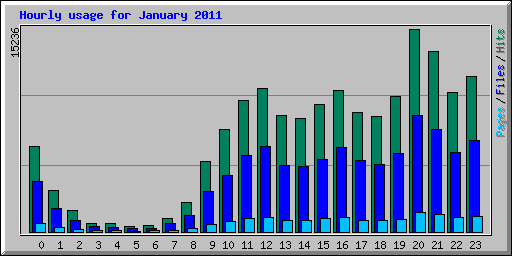 Hourly usage for January 2011
15236
Pages/Files/Hits
0 1 2 3 4 5 6 7 8 9 10 11 12 13 14 15 16 17 18 19 20 21 22 23